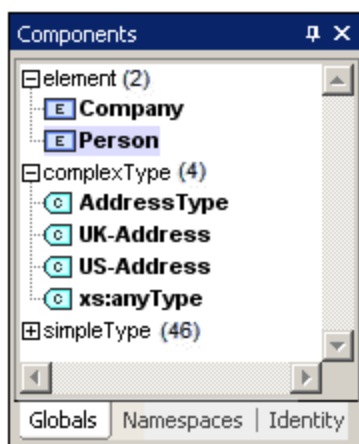 Components
element (2)
E Company
E Person
complexType (4)
C AddressType
C UK-Address
C US-Address
C xs:anyType
simpleType (46)
Globals Namespaces | Identity